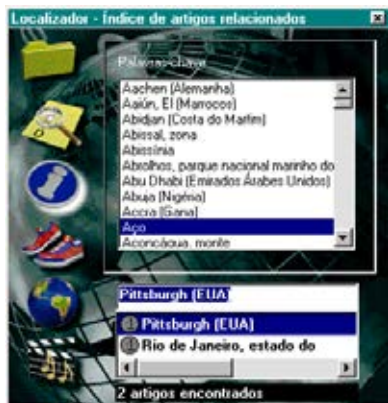 Localizador - Índice de artigos relacionados
Palavras-chave
Aachen (Alemanha)
Aaiún, El (Marrocos)
Abidjan (Costa do Marfim)
Abissal, zona
Abissínia
Abrolhos, parque nacional marinho do
Abu Dhabi (Emirados Árabes Unidos)
Abuja (Nigéria)
Accra (Gana)
Aço
Aconcágua, monte
Pittsburgh (EUA)
Pittsburgh (EUA)
Rio de Janeiro, estado do
2 artigos encontrados